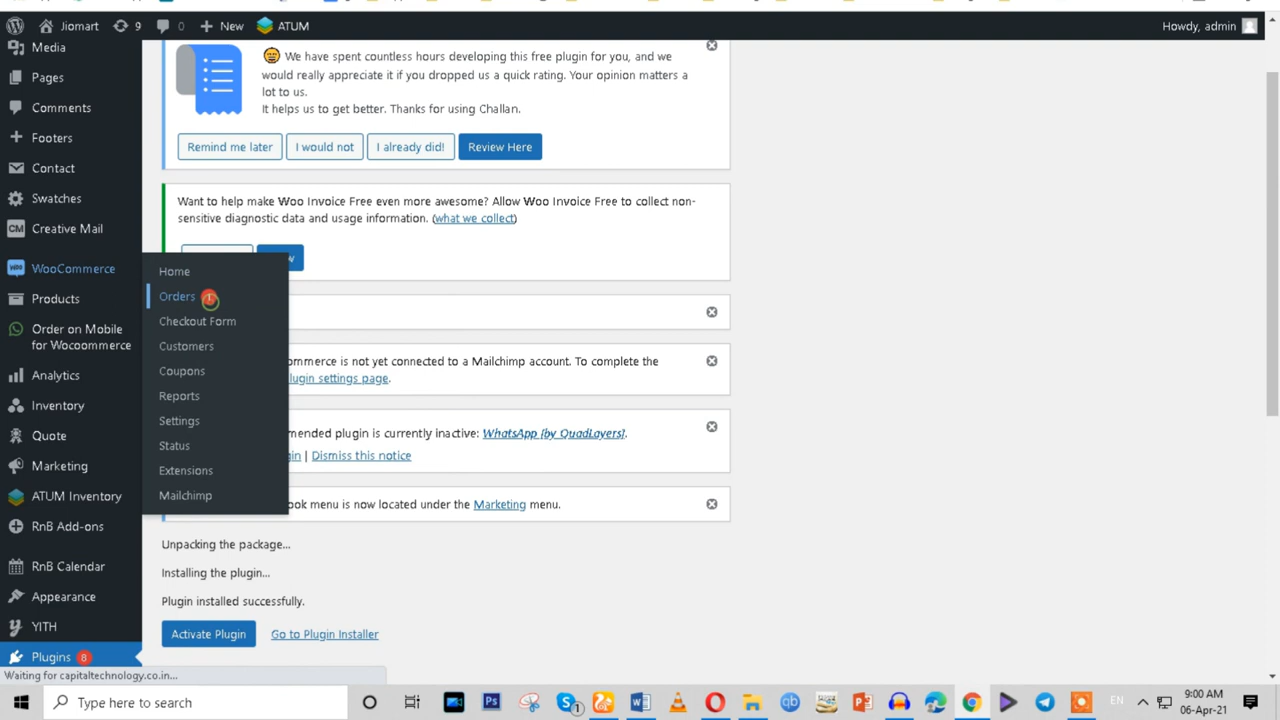 Jiomart 9 0 New ATUM Howdy, admin
Media
Pages
Comments
Footers
Contact
Swatches
CM Creative Mail
WooCommerce
Products
Order on Mobile
for Wocoommerce
Analytics
Inventory
Quote
Marketing
ATUM Inventory
RnB Add-ons
RnB Calendar
Appearance
YITH
Plugins 8
Home
Orders
Checkout Form
Customers
Coupons
Reports
Settings
Status
Extensions
Mailchimp
We have spent countless hours developing this free plugin for you, and we
would really appreciate it if you dropped us a quick rating. Your opinion matters a
lot to us.
It helps us to get better. Thanks for using Challan.
Remind me later I would not I already did! Review Here
Want to help make Woo Invoice Free even more awesome? Allow Woo Invoice Free to collect non-
sensitive diagnostic data and usage information. (what we collect)
ommerce is not yet connected to a Mailchimp account. To complete the
lugin settings page.
mended plugin is currently inactive: WhatsApp [by QuadLayers].
in | Dismiss this notice
ook menu is now located under the Marketing menu.
Unpacking the package...
Installing the plugin...
Plugin installed successfully.
Activate Plugin Go to Plugin Installer
Waiting for capitaltechnology.co.in...
Type here to search
EN
9:00 AM
06-Apr-21